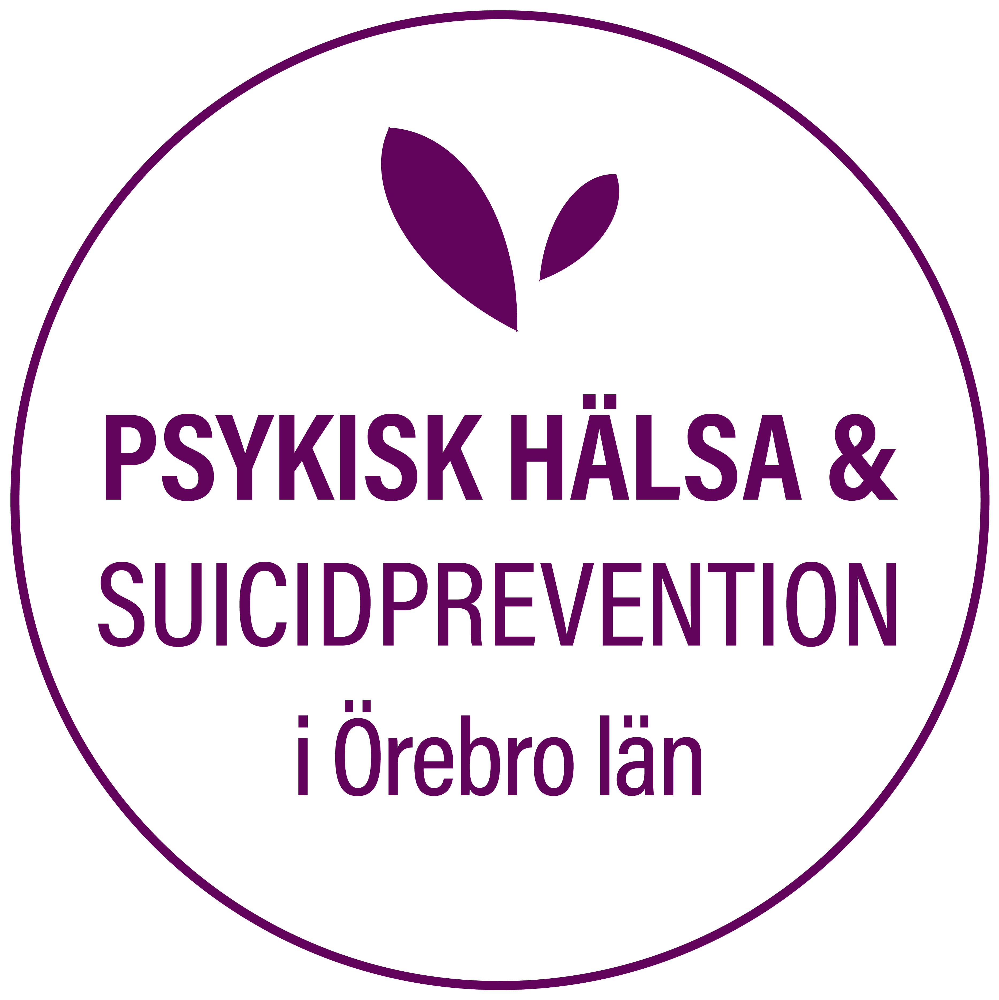 PSYKISK HÄLSA &
SUICIDPREVENTION
i Örebro län